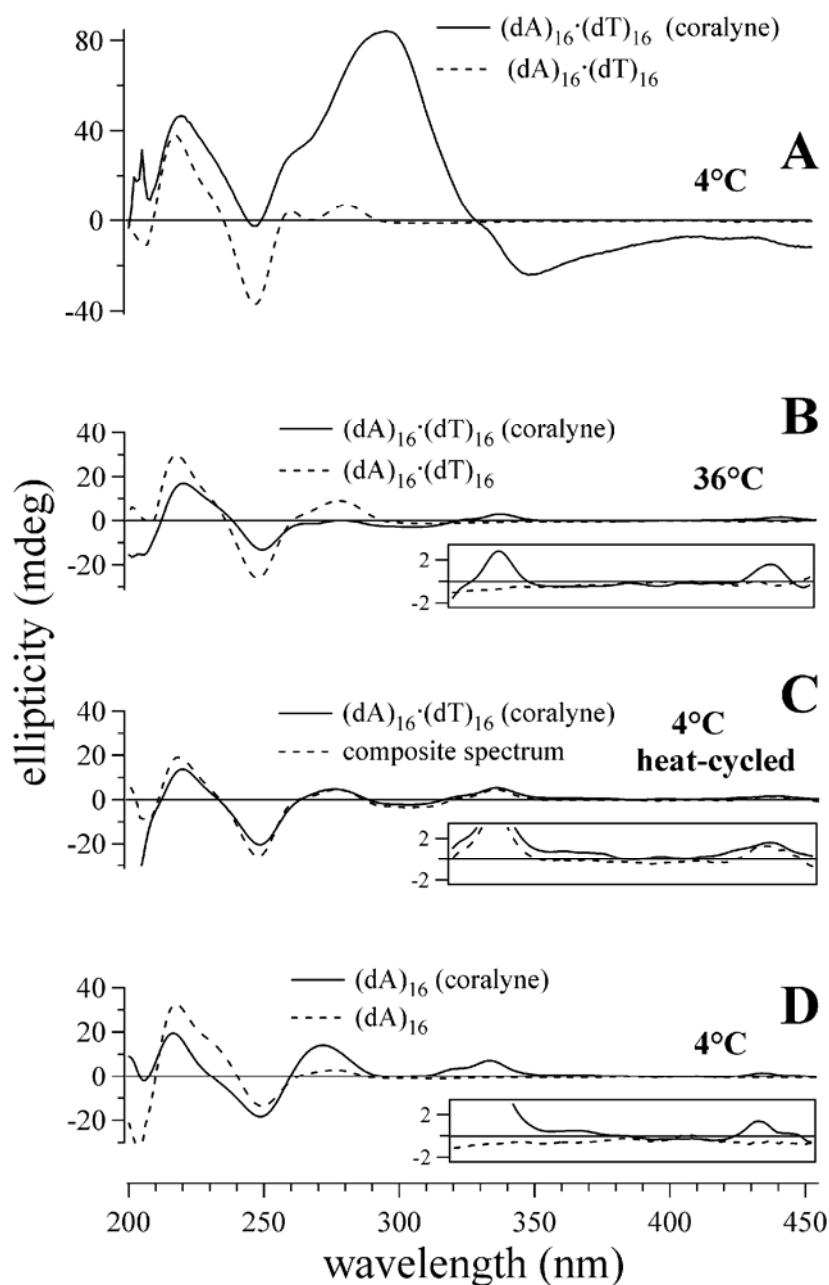 ellipticity (mdeg)
80
40
0
-40
(dA)16·(dT)16 (coralyne)
(dA)16·(dT)16
A
4°C
40
20
0
-20
(dA)16·(dT)16 (coralyne)
(dA)16·(dT)16
B
36°C
2
-2
40
20
0
-20
(dA)16·(dT)16 (coralyne)
composite spectrum
C
4°C
heat-cycled
2
-2
40
20
0
-20
(dA)16 (coralyne)
(dA)16
D
4°C
2
-2
200 250 300 350 400 450
wavelength (nm)